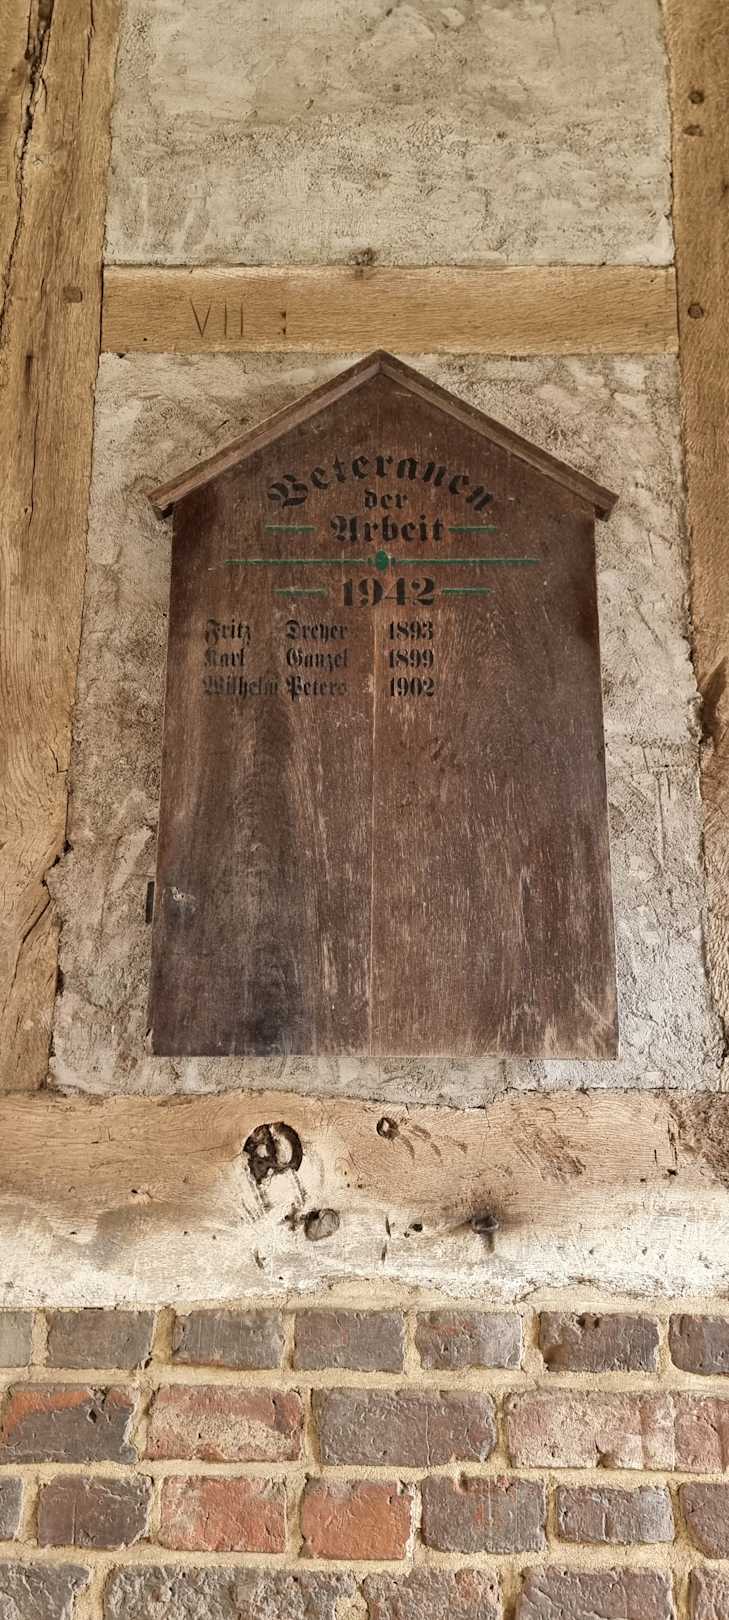 VII
Veteranen
der
Arbeit
1942
Fritz Dreyer 1893
Karl Ganzel 1899
Wilhelm Peters 1902